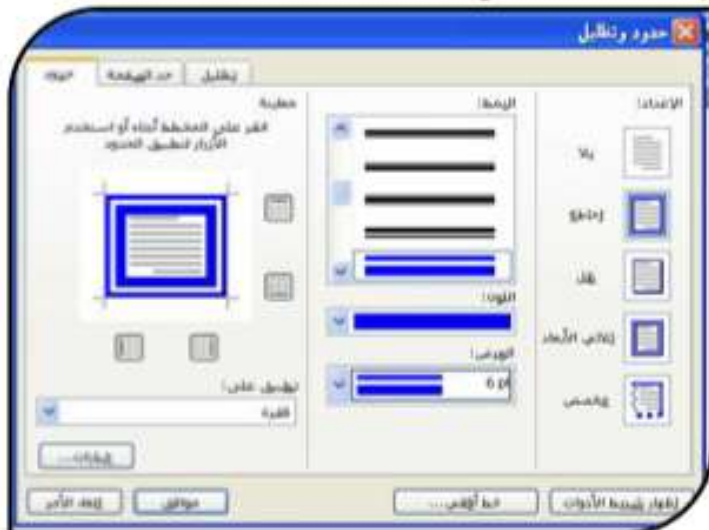 حدود وتظليل
حدود
حد الصفحة
تظليل
الإعداد:
بلا
إحاطة
ظل
ثلاثي الأبعاد
مخصص
النمط:
اللون:
العرض:
6 pt
معاينة
انقر على المخطط أدناه أو استخدم
الأزرار لتطبيق الحدود
تطبيق على:
فقرة
خيارات...
إظهار شريط الأدوات
خط أفقي...
موافق
إلغاء الأمر